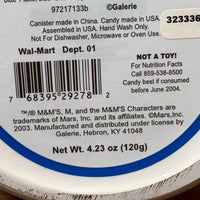 97217133b ©Galerie
Canister made in China. Candy made in USA.
Assembled in USA.
Not For Dishwasher, Microwave or Oven Use.
323336
Wal-Mart Dept. 01
NOT A TOY!
For Nutrition Facts
Call 859-538-8500
Candy best if consumed
before June 2004.
7 68395 29278 2
™/® M&M'S, M, and the M&M'S Characters are
trademarks of Mars, Inc. and its affiliates. ©Mars,Inc.
2003. Manufactured and distributed under license by
Galerie, Hebron, KY 41048
Net Wt. 4.23 oz (120g)